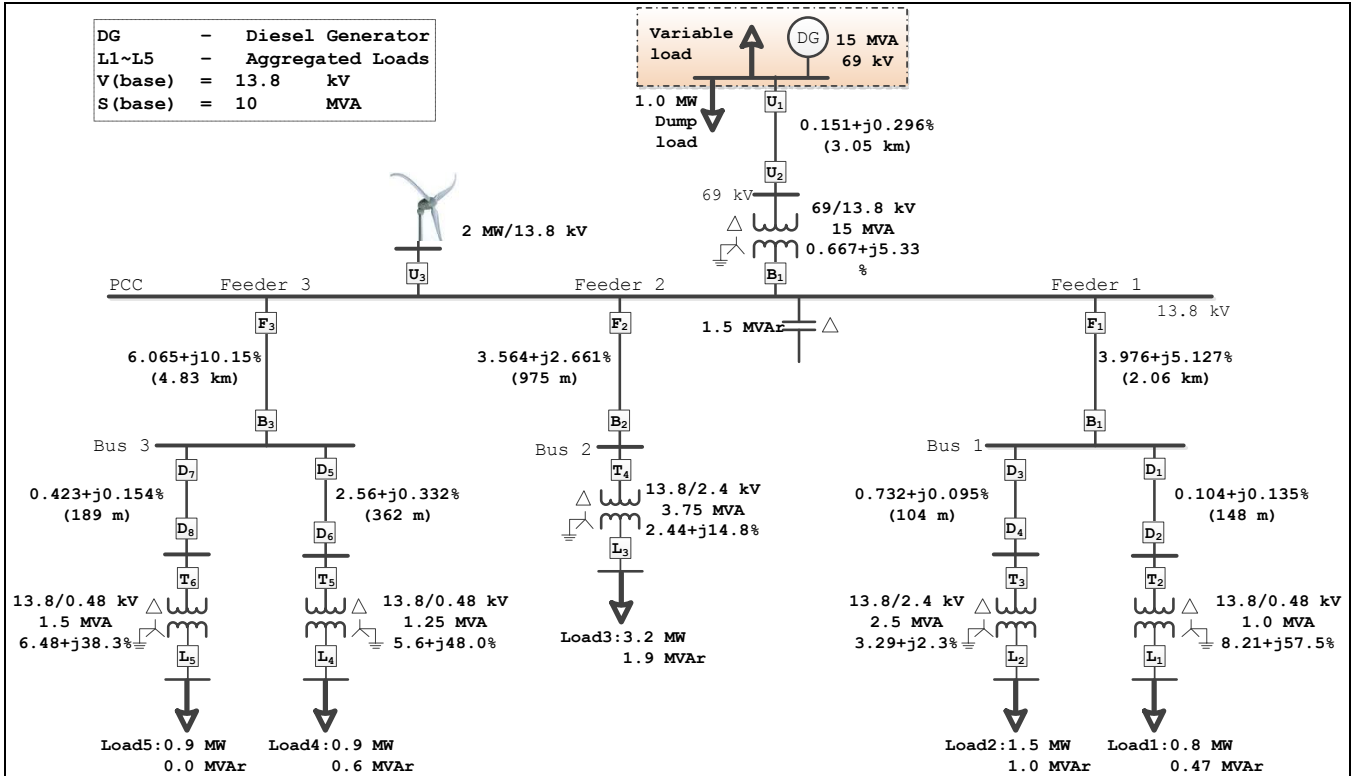 DG – Diesel Generator
L1~L5 – Aggregated Loads
V(base) = 13.8 kV
S(base) = 10 MVA
Variable
load
DG
15 MVA
69 kV
1.0 MW
Dump
load
U₁
0.151+j0.296%
(3.05 km)
U₂
69 kV
69/13.8 kV
15 MVA
0.667+j5.33
%
B₁
2 MW/13.8 kV
U₃
PCC
Feeder 3
Feeder 2
Feeder 1
13.8 kV
1.5 MVAr
F₃
6.065+j10.15%
(4.83 km)
B₃
F₂
3.564+j2.661%
(975 m)
B₂
F₁
3.976+j5.127%
(2.06 km)
B₁
Bus 3
D₇
0.423+j0.154%
(189 m)
D₈
D₅
2.56+j0.332%
(362 m)
D₆
Bus 2
T₄
13.8/2.4 kV
3.75 MVA
2.44+j14.8%
L₃
Load3:3.2 MW
1.9 MVAr
Bus 1
D₃
0.732+j0.095%
(104 m)
D₄
D₁
0.104+j0.135%
(148 m)
D₂
T₆
13.8/0.48 kV
1.5 MVA
6.48+j38.3%
L₅
Load5:0.9 MW
0.0 MVAr
T₅
13.8/0.48 kV
1.25 MVA
5.6+j48.0%
L₄
Load4:0.9 MW
0.6 MVAr
T₃
13.8/2.4 kV
2.5 MVA
3.29+j2.3%
L₂
Load2:1.5 MW
1.0 MVAr
T₂
13.8/0.48 kV
1.0 MVA
8.21+j57.5%
L₁
Load1:0.8 MW
0.47 MVAr